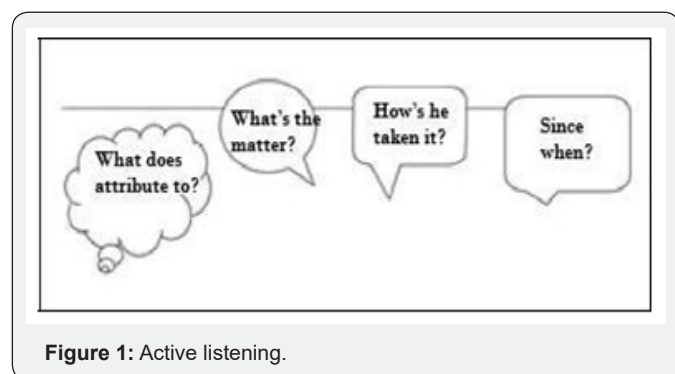 What does
attribute to?
What's the
matter?
How's he
taken it?
Since
when?
Figure 1: Active listening.